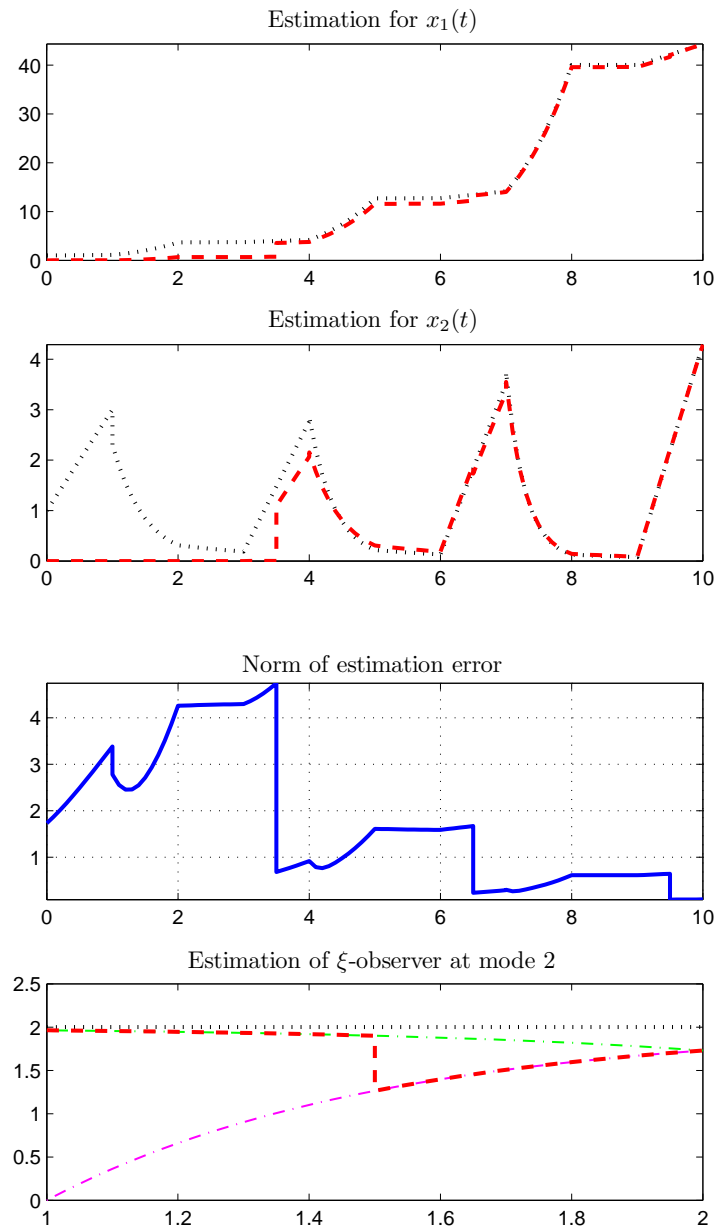 Estimation for x₁(t)
40
30
20
10
0
0 2 4 6 8 10
Estimation for x₂(t)
4
3
2
1
0
0 2 4 6 8 10
Norm of estimation error
4
3
2
1
0 2 4 6 8 10
Estimation of ξ-observer at mode 2
2.5
2
1.5
1
0.5
0
1 1.2 1.4 1.6 1.8 2